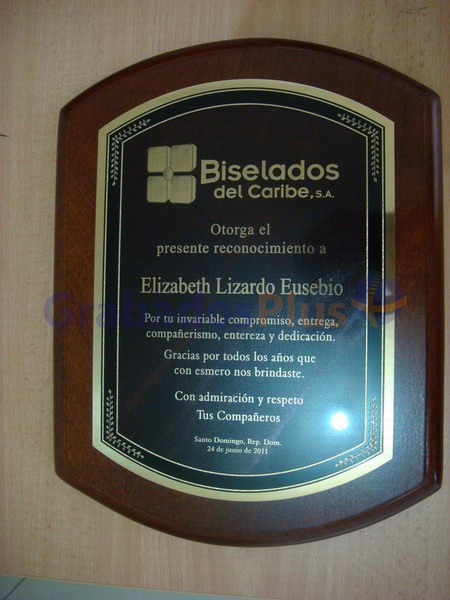 Biselados
del Caribe, S.A.
Otorga el
presente reconocimiento a
Elizabeth Lizardo Eusebio
GrabadosPlus
Por tu invariable compromiso, entrega,
compañerismo, entereza y dedicación.
Gracias por todos los años que
con esmero nos brindaste.
Con admiración y respeto
Tus Compañeros
Santo Domingo, Rep. Dom.
24 de junio de 2011